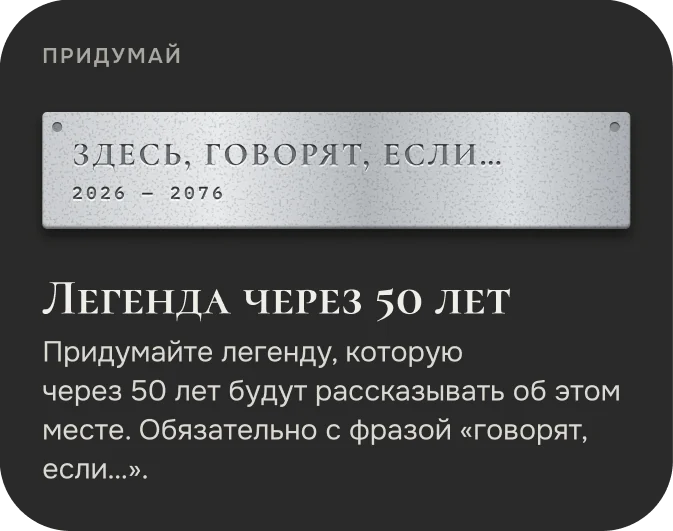 ПРИДУМАЙ
ЗДЕСЬ, ГОВОРЯТ, ЕСЛИ...
2026 — 2076
Легенда через 50 лет
Придумайте легенду, которую
через 50 лет будут рассказывать об этом
месте. Обязательно с фразой «говорят,
если...».